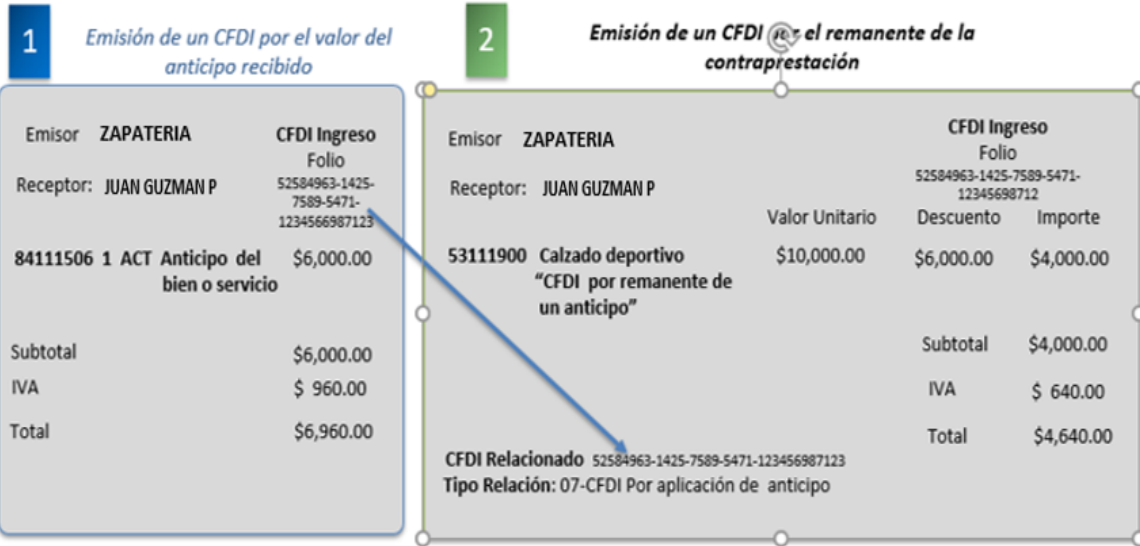 1
Emisión de un CFDI por el valor del
anticipo recibido
Emisor ZAPATERIA CFDI Ingreso
Folio
Receptor: JUAN GUZMAN P 52584963-1425-
7589-5471-
1234566987123
84111506 1 ACT Anticipo del $6,000.00
bien o servicio
Subtotal $6,000.00
IVA $ 960.00
Total $6,960.00
2
Emisión de un CFDI por el remanente de la
contraprestación
Emisor ZAPATERIA CFDI Ingreso
Folio
Receptor: JUAN GUZMAN P 52584963-1425-7589-5471-
12345698712
Valor Unitario Descuento Importe
53111900 Calzado deportivo $10,000.00 $6,000.00 $4,000.00
"CFDI por remanente de
un anticipo"
Subtotal $4,000.00
IVA $ 640.00
Total $4,640.00
CFDI Relacionado 52584963-1425-7589-5471-123456987123
Tipo Relación: 07-CFDI Por aplicación de anticipo